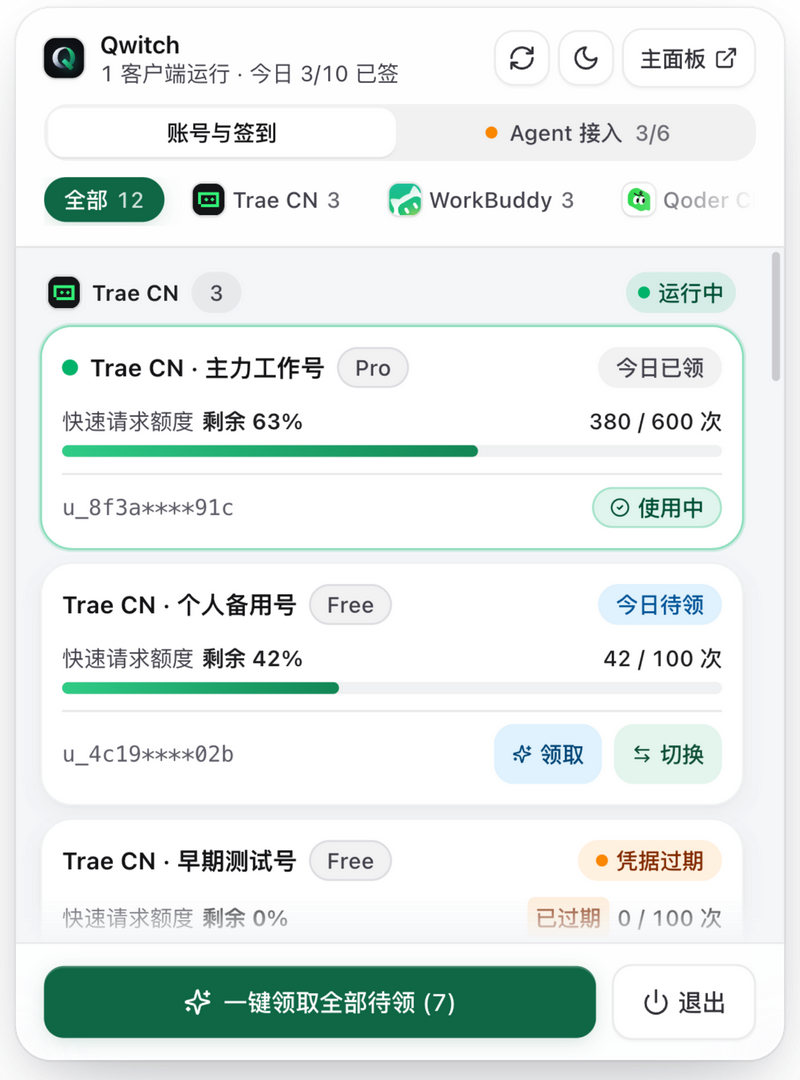 Qwitch
1 客户端运行 · 今日 3/10 已签
主面板
账号与签到
Agent 接入 3/6
全部 12
Trae CN 3
WorkBuddy 3
Qoder C
Trae CN 3
运行中
Trae CN · 主力工作号 Pro
今日已领
快速请求额度 剩余 63%
380 / 600 次
u_8f3a****91c
使用中
Trae CN · 个人备用号 Free
今日待领
快速请求额度 剩余 42%
42 / 100 次
u_4c19****02b
领取
切换
Trae CN · 早期测试号 Free
凭据过期
快速请求额度 剩余 0%
已过期 0 / 100 次
一键领取全部待领 (7)
退出